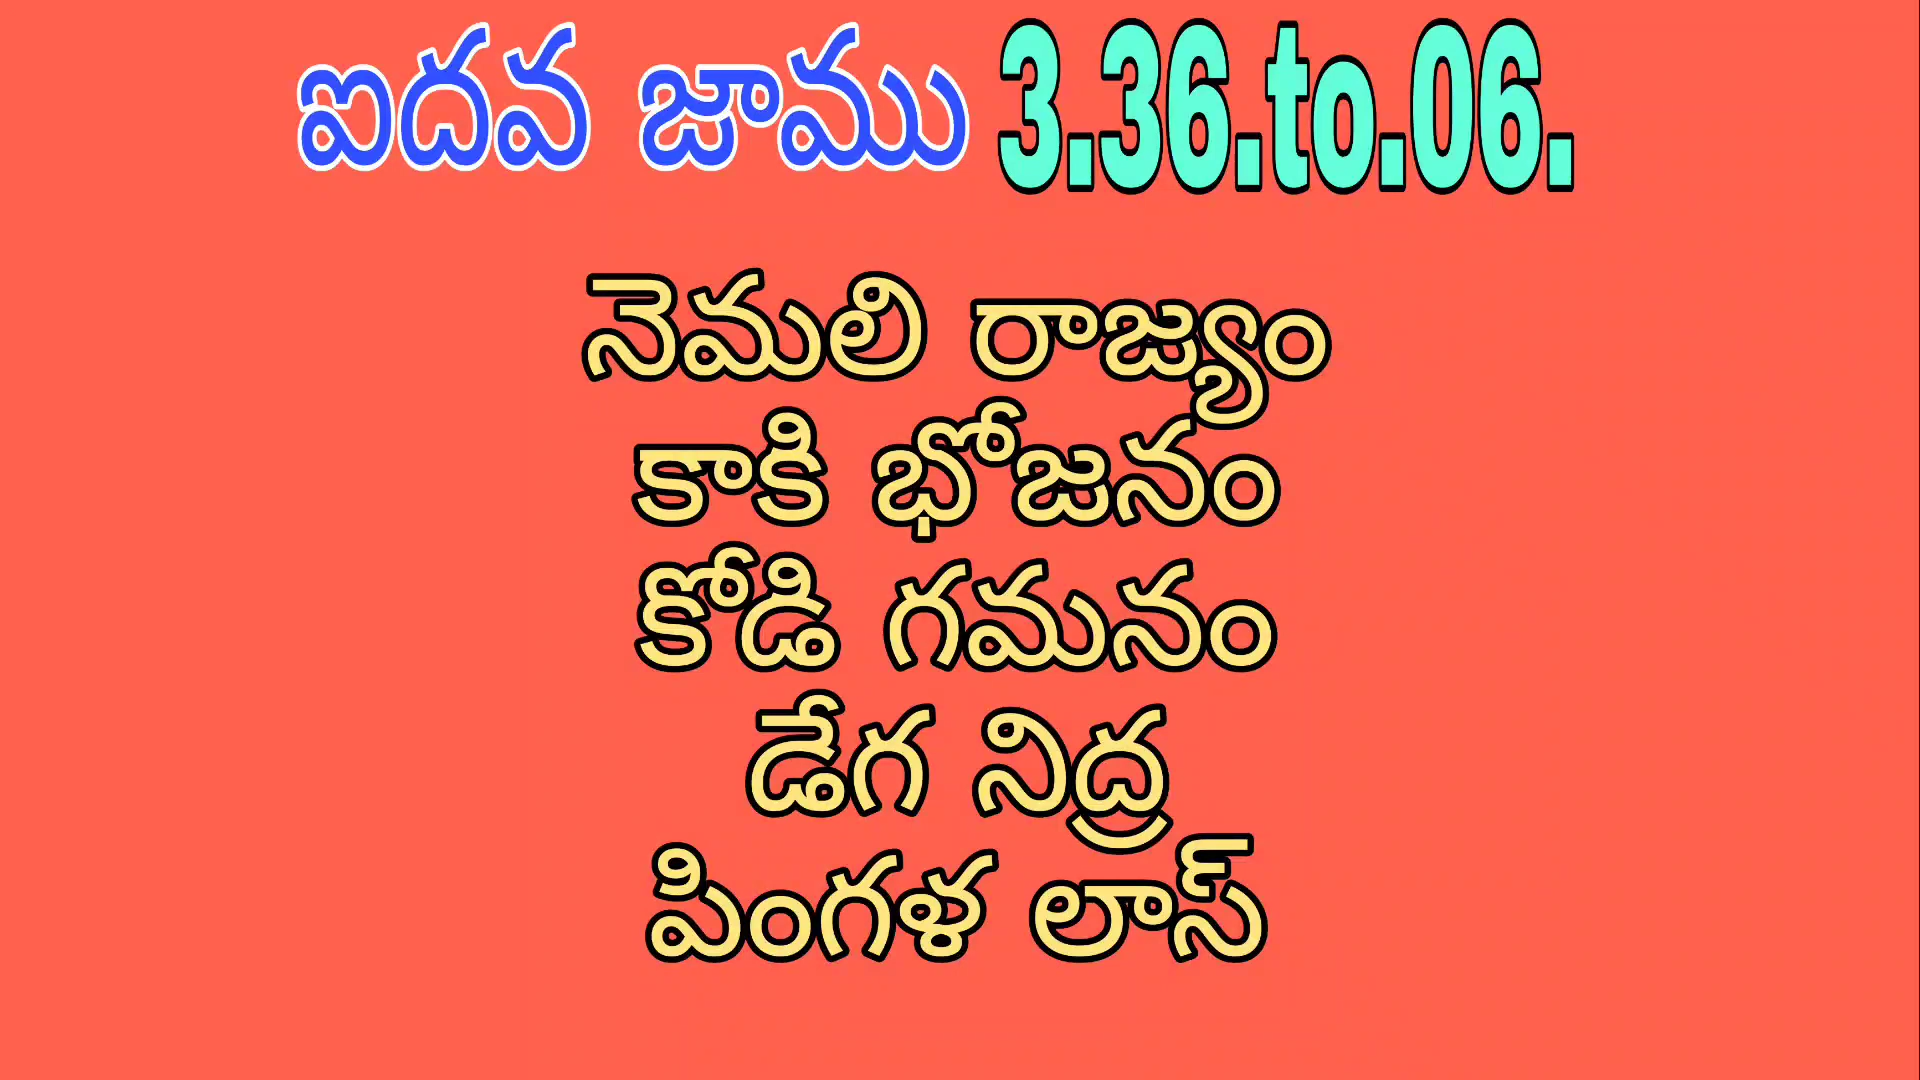 ఐదవ జాము 3.36.to.06.
నెమలి రాజ్యం
కాకి భోజనం
కోడి గమనం
డేగ నిద్ర
పింగళ లాస్